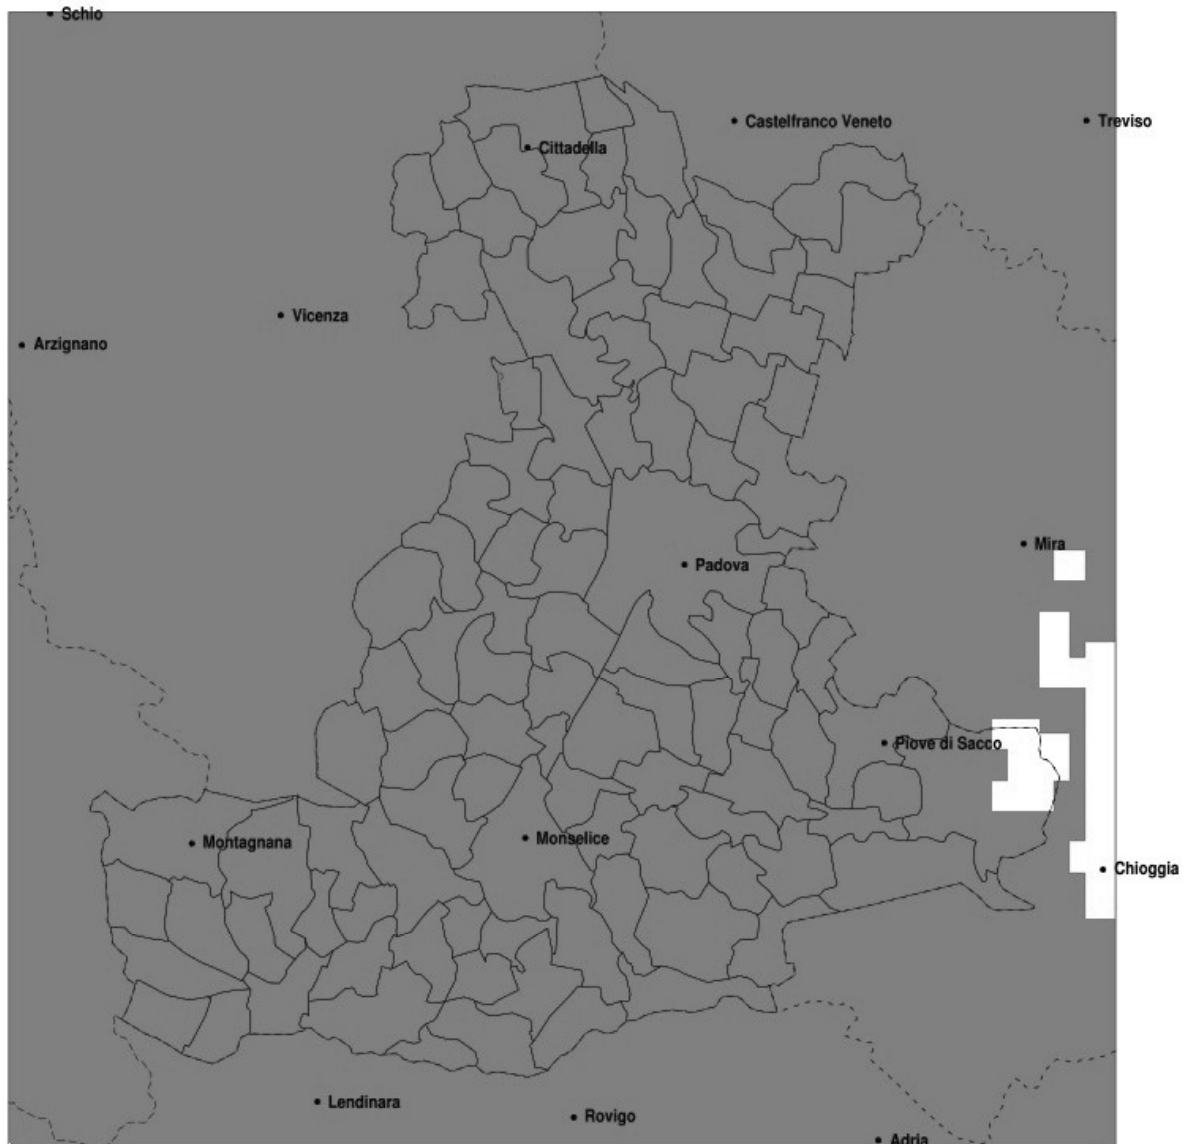 Schio
Castelfranco Veneto
Treviso
Cittadella
Vicenza
Arzignano
Mira
Padova
Piove di Sacco
Montagnana
Monselice
Chioggia
Lendinara
Rovigo
Adria